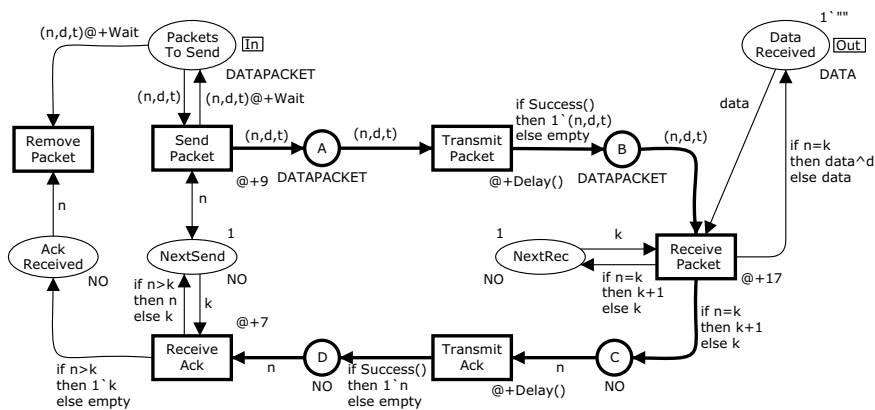 1`""
(n,d,t)@+Wait
Packets
To Send
In
Data
Received
Out
DATAPACKET
DATA
(n,d,t)
(n,d,t)@+Wait
data
if Success()
then 1`(n,d,t)
else empty
Remove
Packet
Send
Packet
(n,d,t)
A
(n,d,t)
Transmit
Packet
B
(n,d,t)
if n=k
then data^d
else data
@+9
DATAPACKET
@+Delay()
DATAPACKET
n
n
1
1
k
Ack
Received
NextSend
NextRec
Receive
Packet
NO
if n>k
then n
else k
NO
k
NO
if n=k
then k+1
else k
@+17
@+7
if n=k
then k+1
else k
Receive
Ack
n
D
if Success()
then 1`n
else empty
Transmit
Ack
n
C
if n>k
then 1`k
else empty
NO
@+Delay()
NO